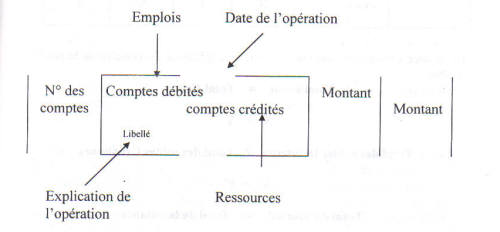 Emplois
Date de l'opération
N° des
comptes
Comptes débités
comptes crédités
Montant
Montant
Libellé
Explication de
l'opération
Ressources